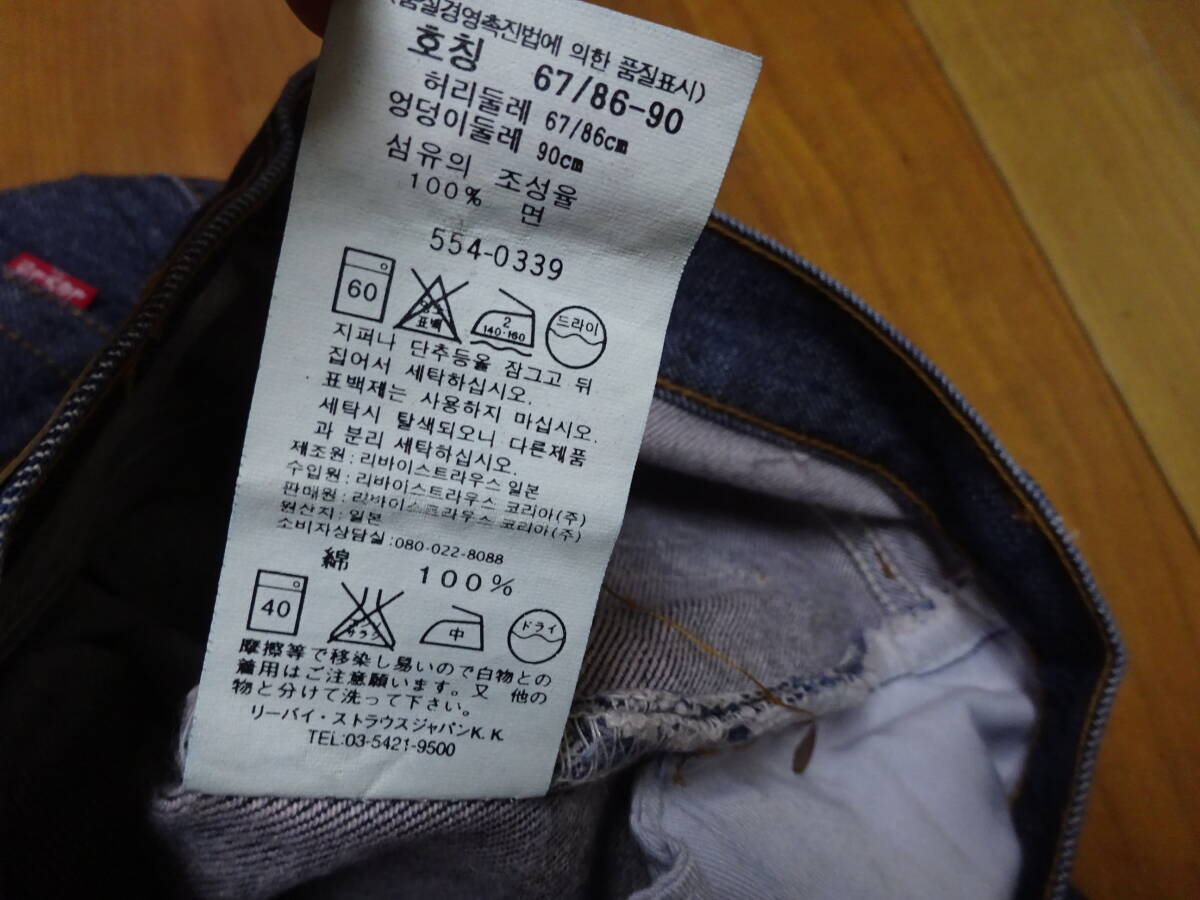 (품질경영촉진법에 의한 품질표시)
호칭 67/86-90
허리둘레 67/86cm
엉덩이둘레 90cm
섬유의 조성율
100% 면
554-0339
60
염소
표백
2
140-160
드라이
지퍼나 단추등을 잠그고 뒤
집어서 세탁하십시오.
표백제는 사용하지 마십시오.
세탁시 탈색되오니 다른제품
과 분리 세탁하십시오.
제조원 : 리바이스트라우스 일본
수입원 : 리바이스트라우스 코리아(주)
판매원 : 리바이스트라우스 코리아(주)
원산지 : 일본
소비자상담실 : 080-022-8088
綿 100%
40
中
ドライ
摩擦等で移染し易いので白物との
着用はご注意願います。又 他の
物と分けて洗って下さい。
リーバイ・ストラウスジャパンK.K.
TEL:03-5421-9500